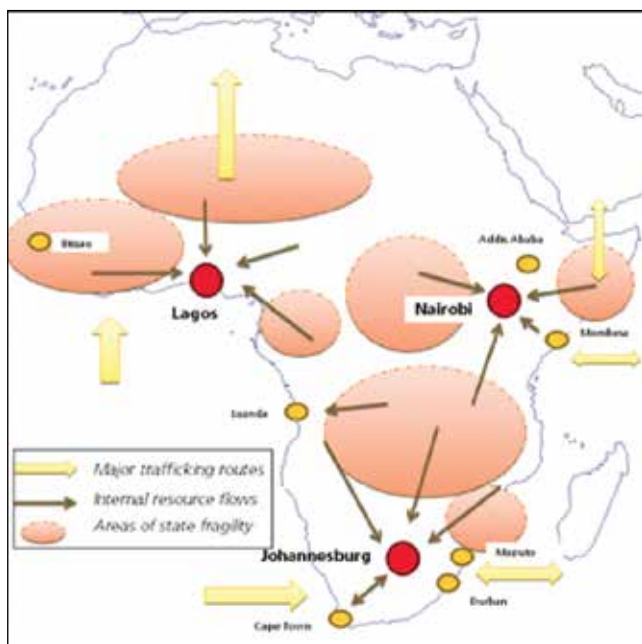 Bissau
Addis Ababa
Lagos
Nairobi
Mombasa
Luanda
Major trafficking routes
Internal resource flows
Areas of state fragility
Johannesburg
Maputo
Durban
Cape Town